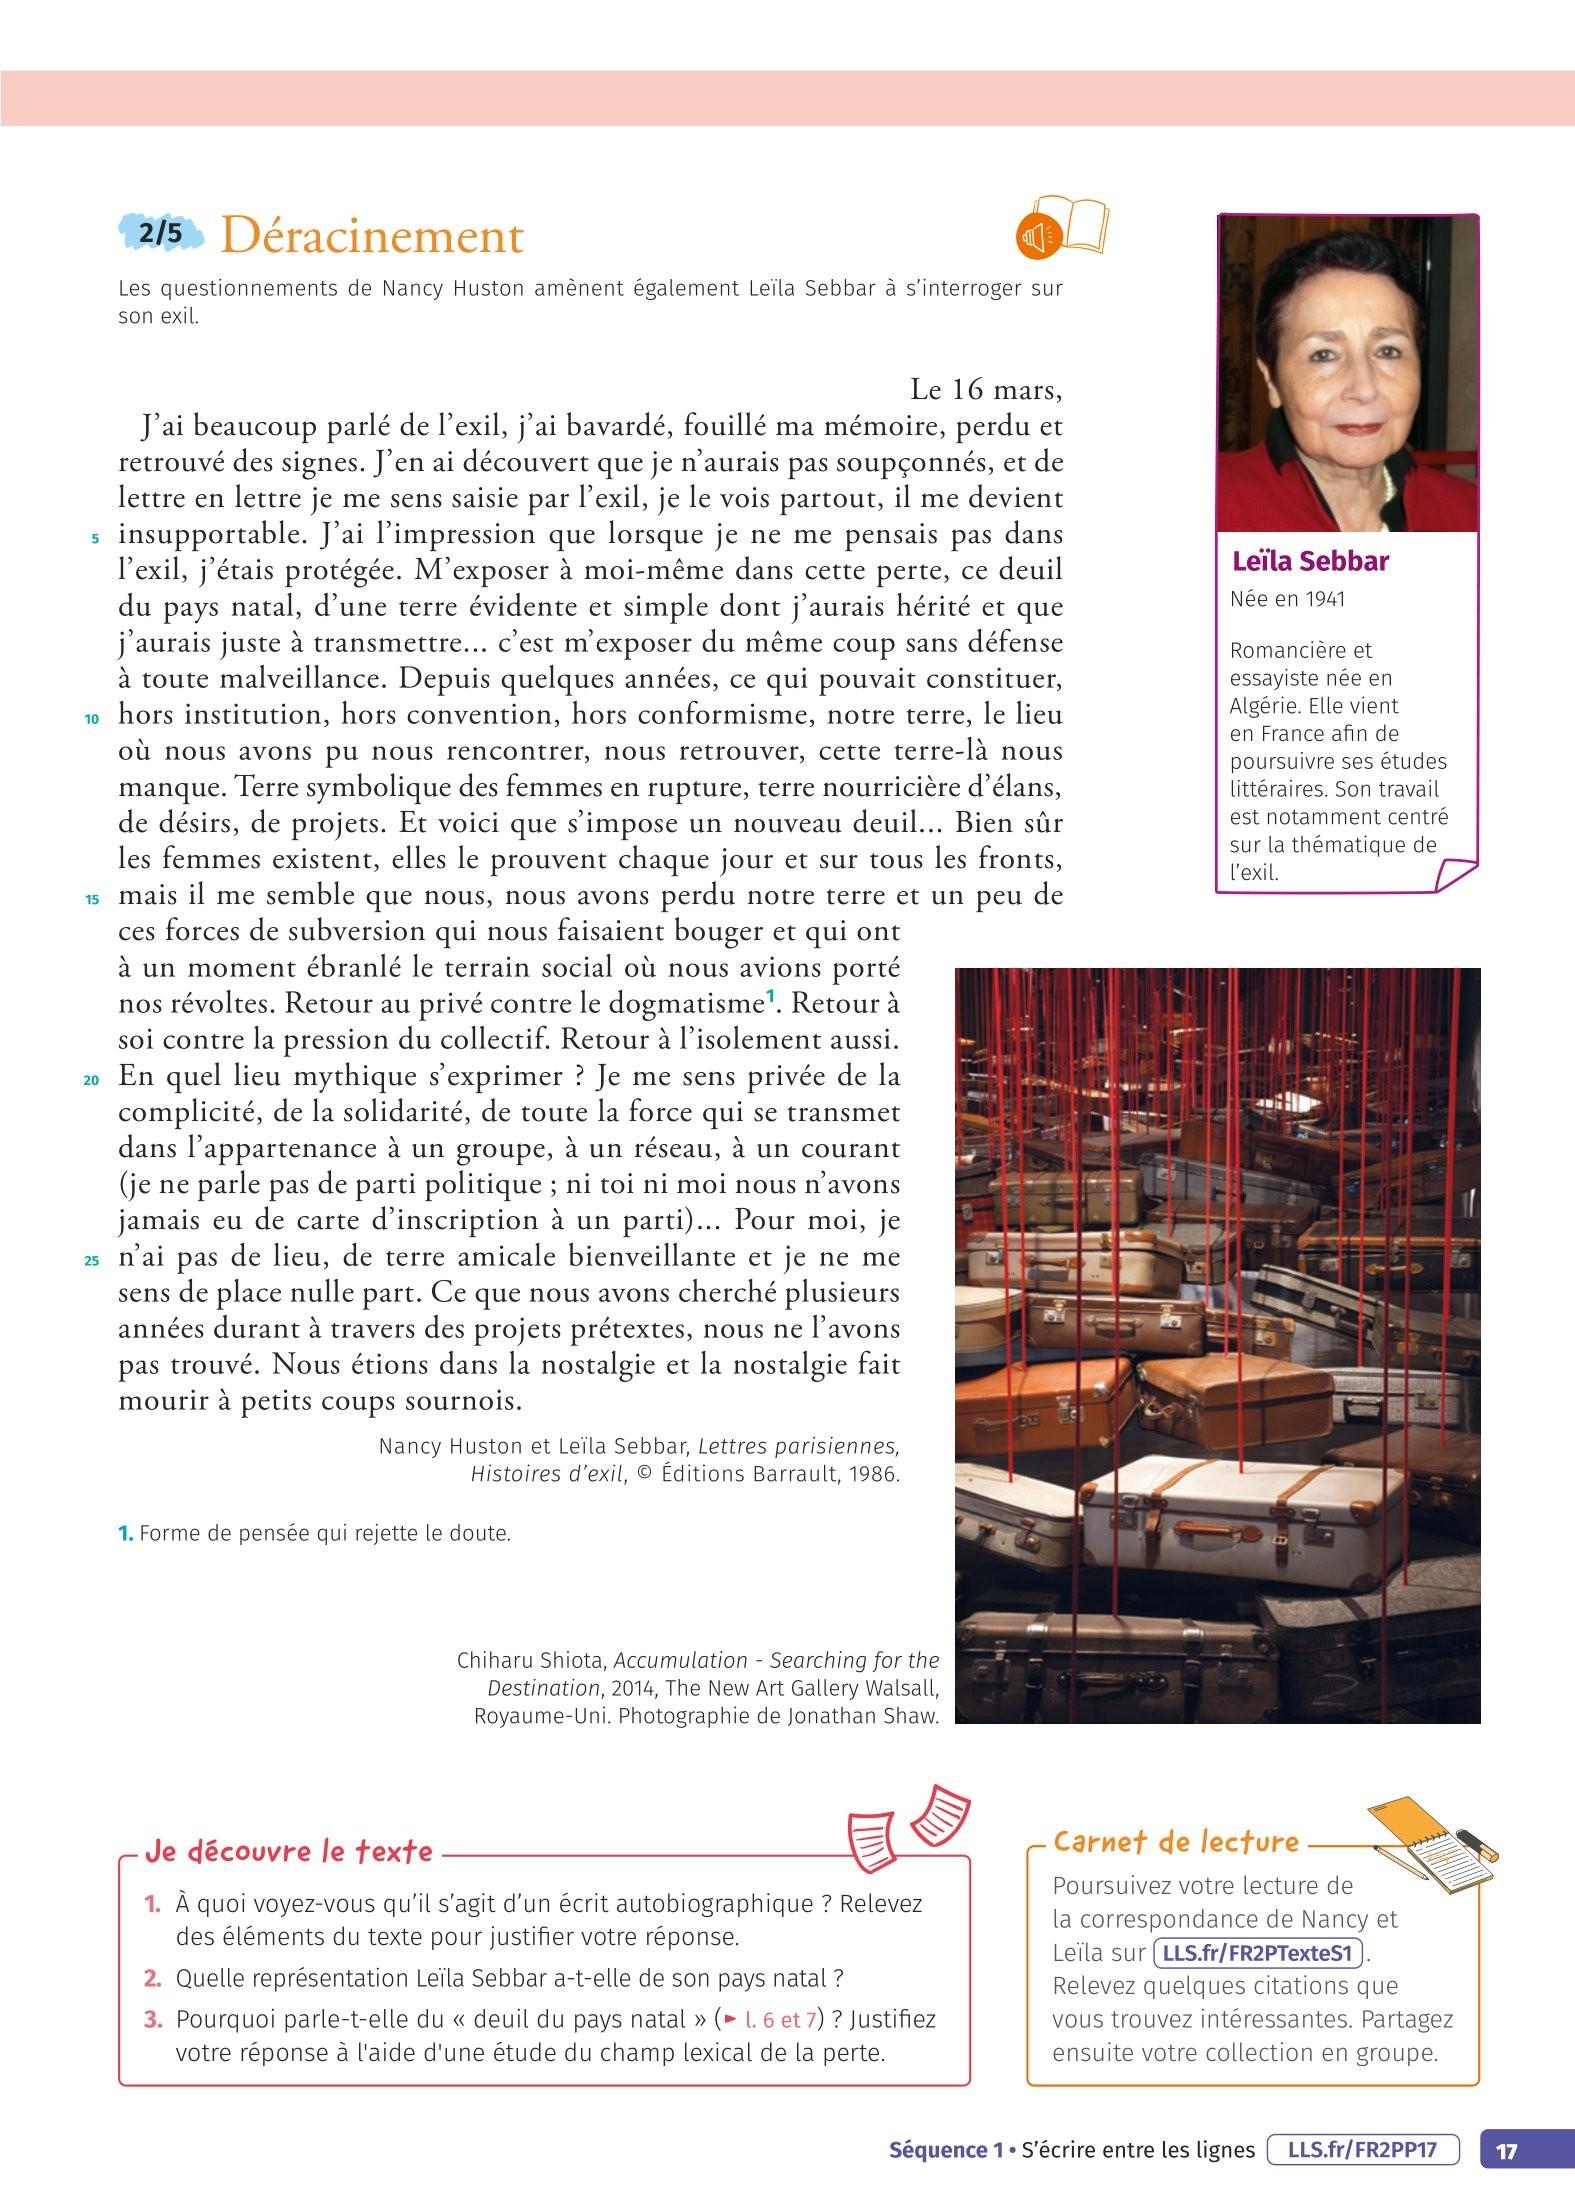 2/5 Déracinement
Les questionnements de Nancy Huston amènent également Leïla Sebbar à s’interroger sur
son exil.
Le 16 mars,
J’ai beaucoup parlé de l’exil, j’ai bavardé, fouillé ma mémoire, perdu et
retrouvé des signes. J’en ai découvert que je n’aurais pas soupçonnés, et de
lettre en lettre je me sens saisie par l’exil, je le vois partout, il me devient
5 insupportable. J’ai l’impression que lorsque je ne me pensais pas dans
l’exil, j’étais protégée. M’exposer à moi-même dans cette perte, ce deuil
du pays natal, d’une terre évidente et simple dont j’aurais hérité et que
j’aurais juste à transmettre... c’est m’exposer du même coup sans défense
à toute malveillance. Depuis quelques années, ce qui pouvait constituer,
10 hors institution, hors convention, hors conformisme, notre terre, le lieu
où nous avons pu nous rencontrer, nous retrouver, cette terre-là nous
manque. Terre symbolique des femmes en rupture, terre nourricière d’élans,
de désirs, de projets. Et voici que s’impose un nouveau deuil... Bien sûr
les femmes existent, elles le prouvent chaque jour et sur tous les fronts,
15 mais il me semble que nous, nous avons perdu notre terre et un peu de
ces forces de subversion qui nous faisaient bouger et qui ont
à un moment ébranlé le terrain social où nous avions porté
nos révoltes. Retour au privé contre le dogmatisme1. Retour à
soi contre la pression du collectif. Retour à l’isolement aussi.
20 En quel lieu mythique s’exprimer ? Je me sens privée de la
complicité, de la solidarité, de toute la force qui se transmet
dans l’appartenance à un groupe, à un réseau, à un courant
(je ne parle pas de parti politique ; ni toi ni moi nous n’avons
jamais eu de carte d’inscription à un parti)... Pour moi, je
25 n’ai pas de lieu, de terre amicale bienveillante et je ne me
sens de place nulle part. Ce que nous avons cherché plusieurs
années durant à travers des projets prétextes, nous ne l’avons
pas trouvé. Nous étions dans la nostalgie et la nostalgie fait
mourir à petits coups sournois.
Nancy Huston et Leïla Sebbar, Lettres parisiennes,
Histoires d’exil, © Éditions Barrault, 1986.
1. Forme de pensée qui rejette le doute.
Leïla Sebbar
Née en 1941
Romancière et
essayiste née en
Algérie. Elle vient
en France afin de
poursuivre ses études
littéraires. Son travail
est notamment centré
sur la thématique de
l’exil.
Chiharu Shiota, Accumulation - Searching for the
Destination, 2014, The New Art Gallery Walsall,
Royaume-Uni. Photographie de Jonathan Shaw.
Je découvre le texte
1. À quoi voyez-vous qu’il s’agit d’un écrit autobiographique ? Relevez
des éléments du texte pour justifier votre réponse.
2. Quelle représentation Leïla Sebbar a-t-elle de son pays natal ?
3. Pourquoi parle-t-elle du « deuil du pays natal » (► l. 6 et 7) ? Justifiez
votre réponse à l'aide d'une étude du champ lexical de la perte.
Carnet de lecture
Poursuivez votre lecture de
la correspondance de Nancy et
Leïla sur LLS.fr/FR2PTexteS1 .
Relevez quelques citations que
vous trouvez intéressantes. Partagez
ensuite votre collection en groupe.
Séquence 1 • S’écrire entre les lignes LLS.fr/FR2PP17 17